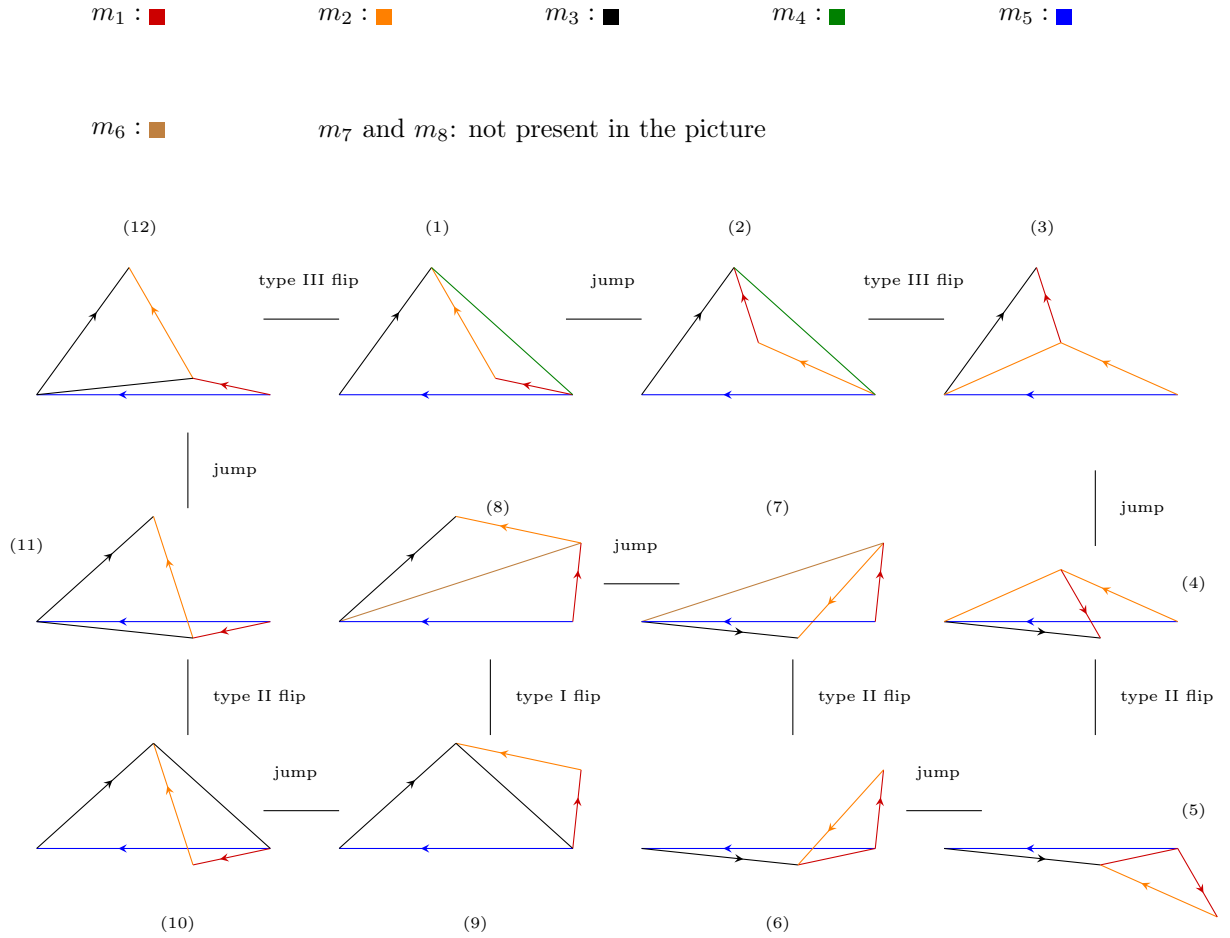 m₁ : m₂ : m₃ : m₄ : m₅ :
m₆ : m₇ and m₈: not present in the picture
(12) (1) (2) (3)
type III flip jump type III flip
jump jump
(11) (8) (7) (4)
jump
type II flip type I flip type II flip type II flip
jump jump
(5)
(10) (9) (6)